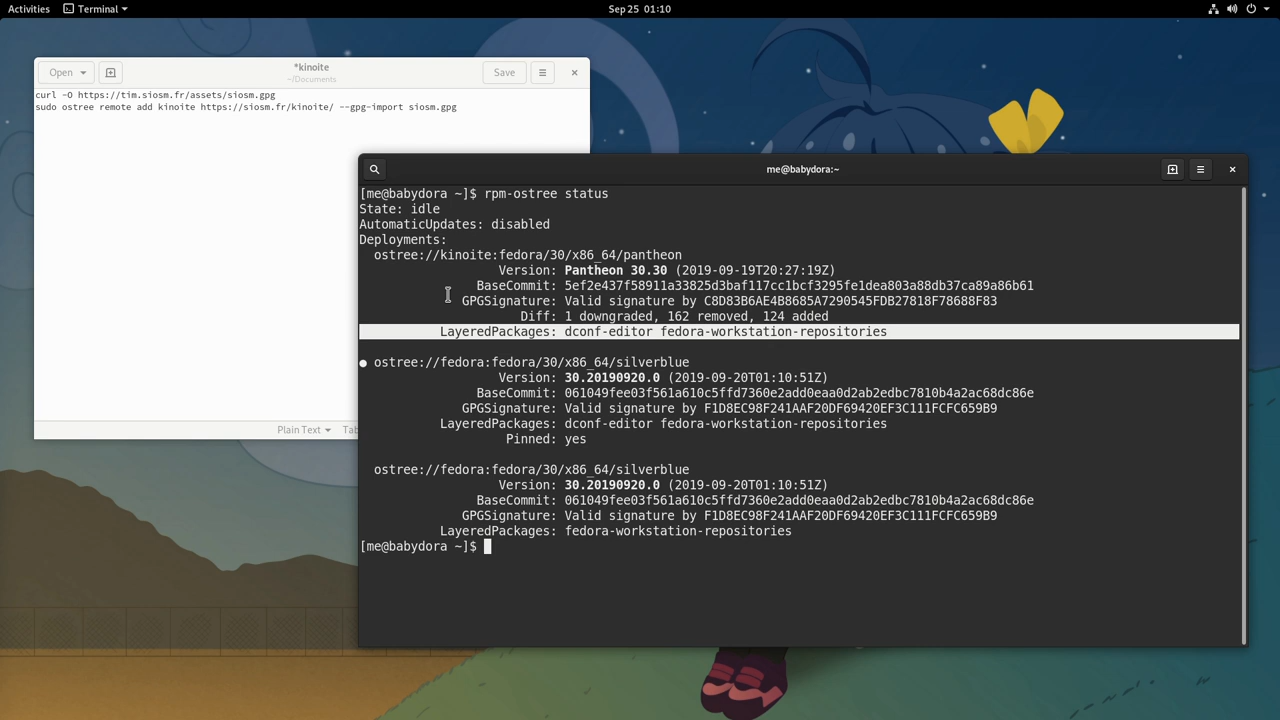 Activities Terminal Sep 25 01:10
Open *kinoite Save
~/Documents
curl -O https://tim.siosm.fr/assets/siosm.gpg
sudo ostree remote add kinoite https://siosm.fr/kinoite/ --gpg-import siosm.gpg
Plain Text
me@babydora:~
[me@babydora ~]$ rpm-ostree status
State: idle
AutomaticUpdates: disabled
Deployments:
ostree://kinoite:fedora/30/x86_64/pantheon
Version: Pantheon 30.30 (2019-09-19T20:27:19Z)
BaseCommit: 5ef2e437f58911a33825d3baf117cc1bcf3295fe1dea803a88db37ca89a86b61
GPGSignature: Valid signature by C8D83B6AE4B8685A7290545FDB27818F78688F83
Diff: 1 downgraded, 162 removed, 124 added
LayeredPackages: dconf-editor fedora-workstation-repositories
● ostree://fedora:fedora/30/x86_64/silverblue
Version: 30.20190920.0 (2019-09-20T01:10:51Z)
BaseCommit: 061049fee03f561a610c5ffd7360e2add0eaa0d2ab2edbc7810b4a2ac68dc86e
GPGSignature: Valid signature by F1D8EC98F241AAF20DF69420EF3C111FCFC659B9
LayeredPackages: dconf-editor fedora-workstation-repositories
Pinned: yes
ostree://fedora:fedora/30/x86_64/silverblue
Version: 30.20190920.0 (2019-09-20T01:10:51Z)
BaseCommit: 061049fee03f561a610c5ffd7360e2add0eaa0d2ab2edbc7810b4a2ac68dc86e
GPGSignature: Valid signature by F1D8EC98F241AAF20DF69420EF3C111FCFC659B9
LayeredPackages: fedora-workstation-repositories
[me@babydora ~]$